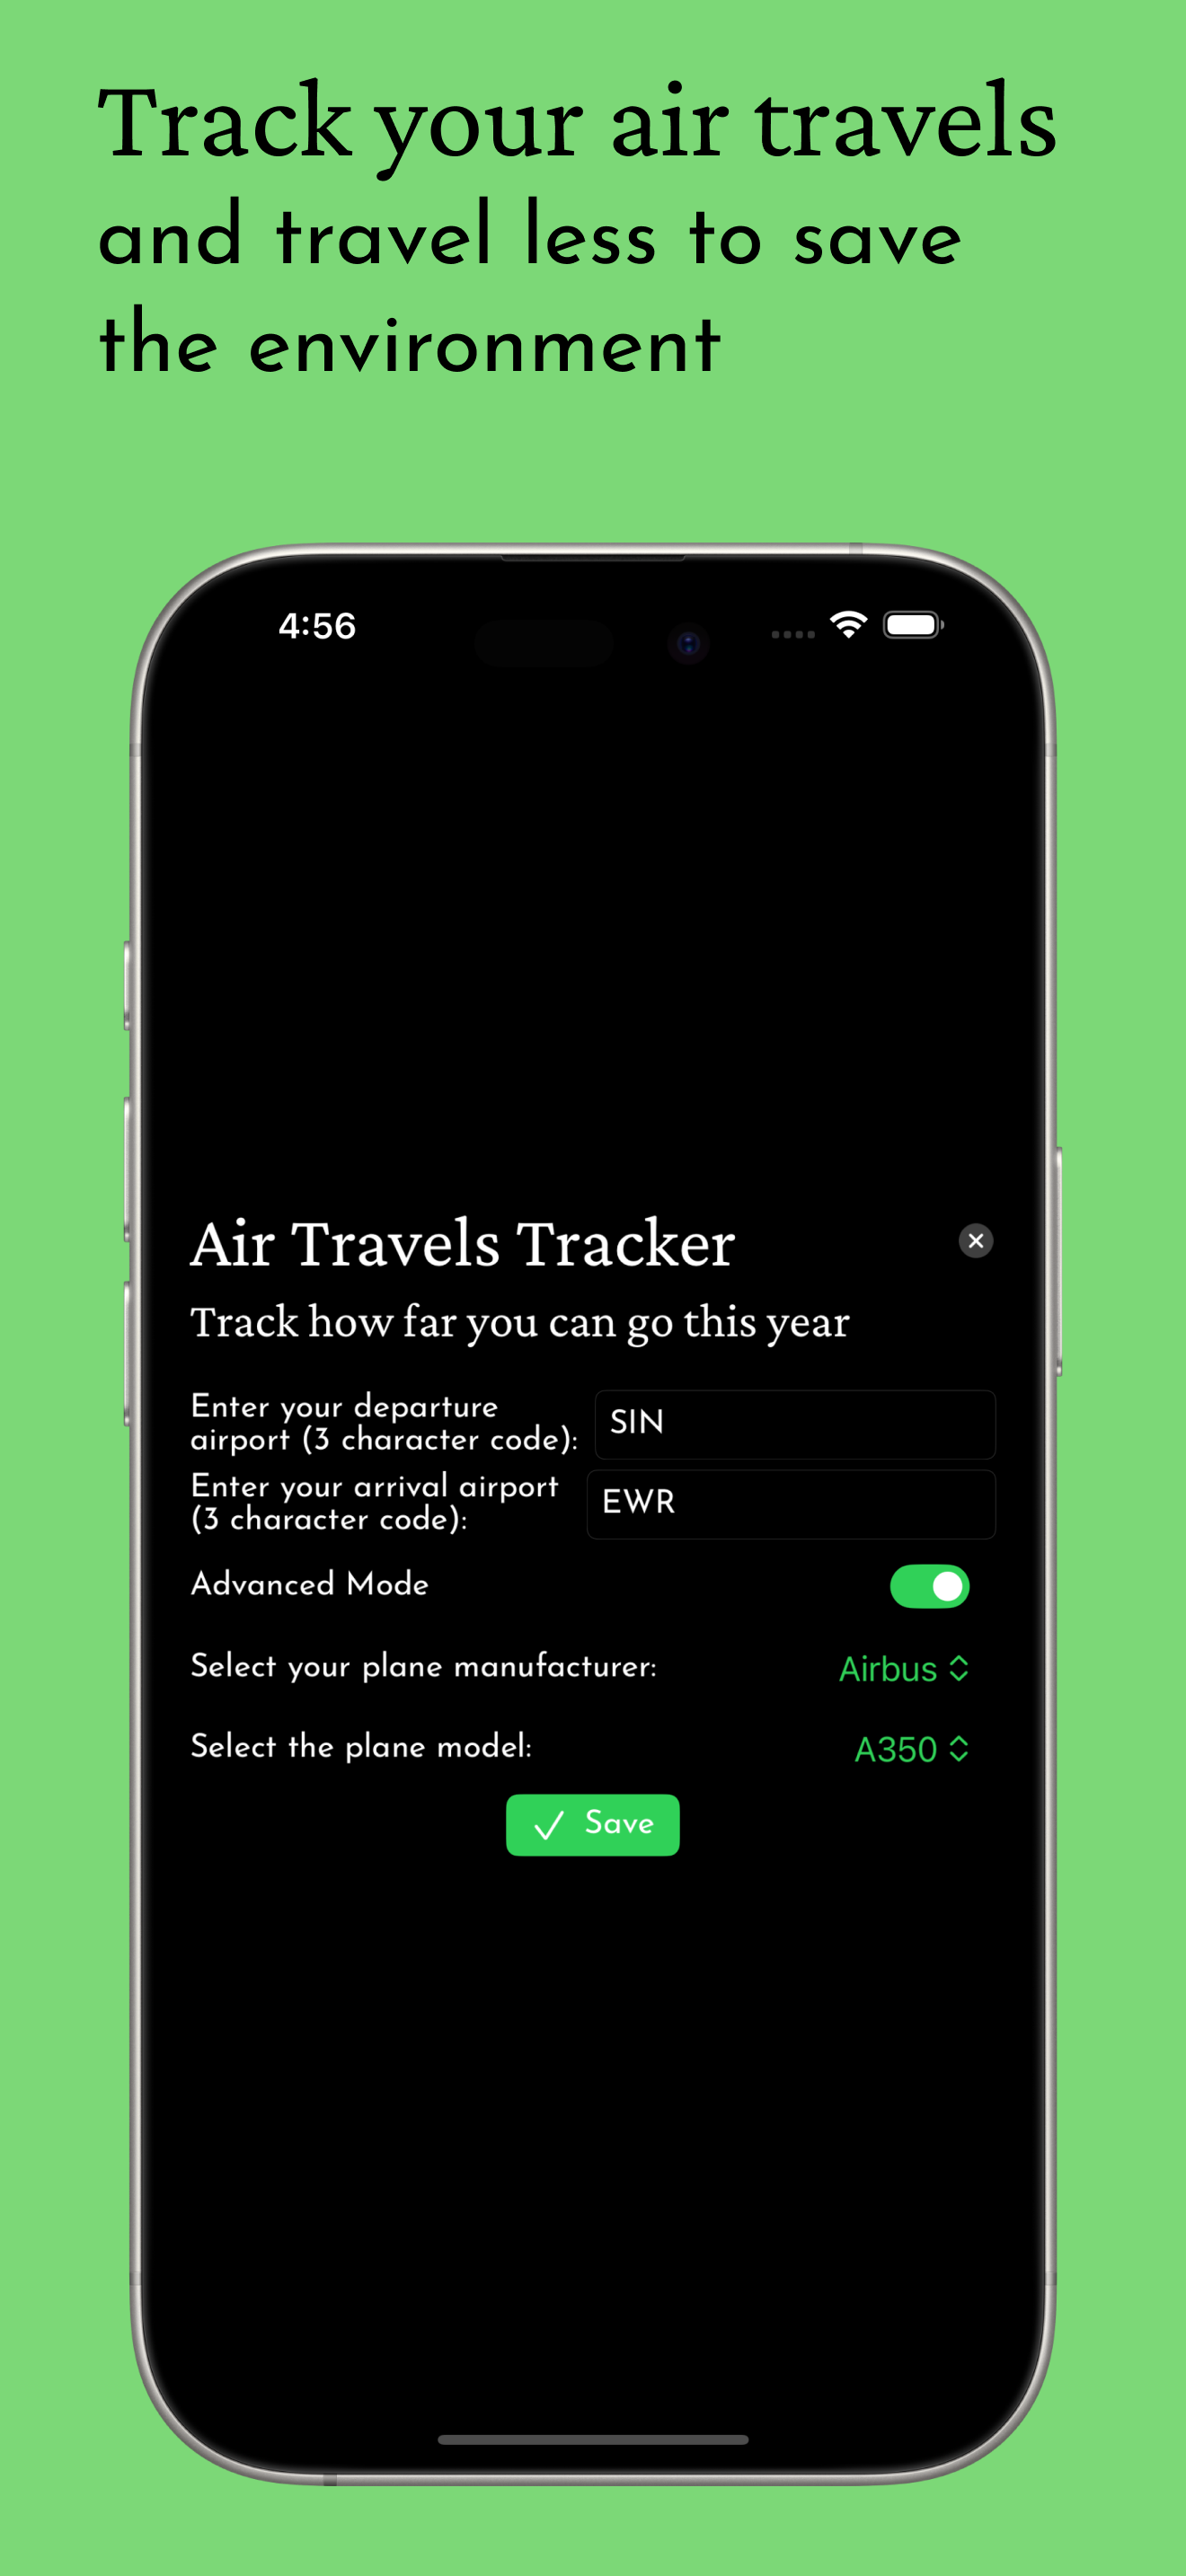 Track your air travels
and travel less to save
the environment
4:56
Air Travels Tracker
Track how far you can go this year
Enter your departure
airport (3 character code):
SIN
Enter your arrival airport
(3 character code):
EWR
Advanced Mode
Select your plane manufacturer:
Airbus
Select the plane model:
A350
Save